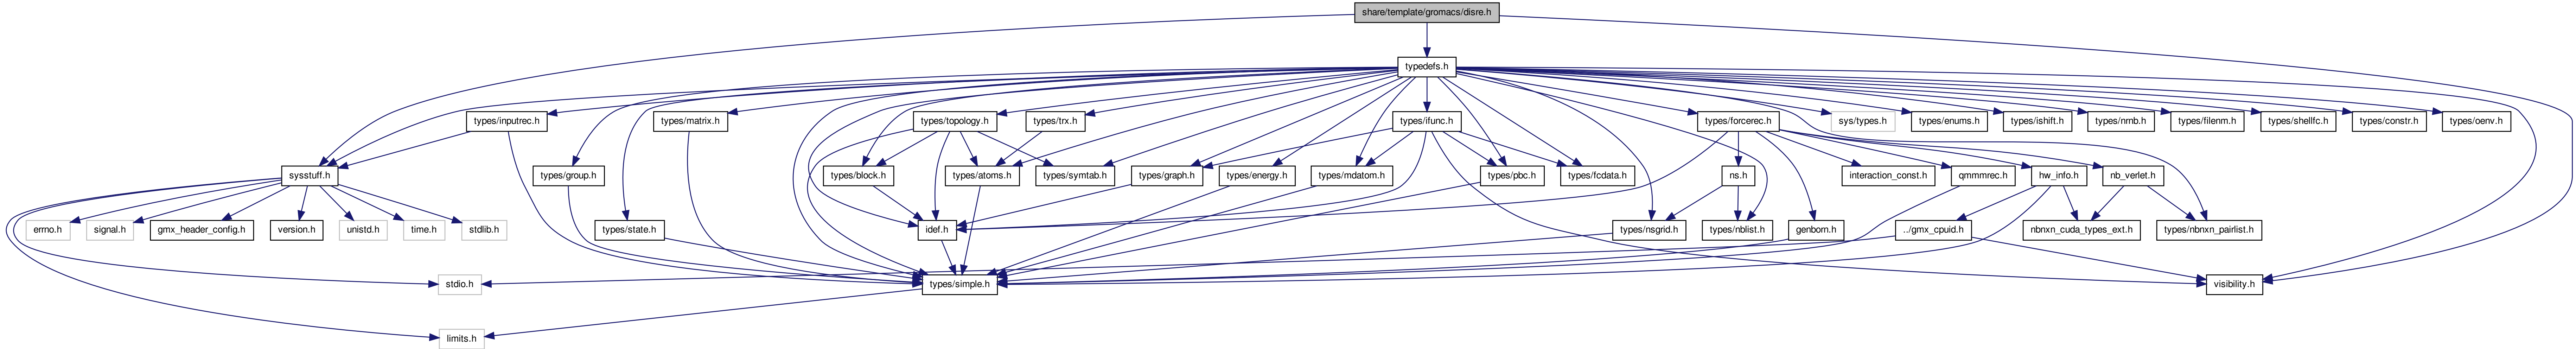 share/template/gromacs/disre.h
typedefs.h
types/inputrec.h
types/matrix.h
types/topology.h
types/trx.h
types/ifunc.h
types/forcerec.h
sys/types.h
types/enums.h
types/ishift.h
types/nrnb.h
types/filenm.h
types/shellfc.h
types/constr.h
types/oenv.h
sysstuff.h
types/group.h
types/block.h
types/atoms.h
types/symtab.h
types/graph.h
types/energy.h
types/mdatom.h
types/pbc.h
types/fcdata.h
ns.h
interaction_const.h
qmmmrec.h
hw_info.h
nb_verlet.h
errno.h
signal.h
gmx_header_config.h
version.h
unistd.h
time.h
stdlib.h
types/state.h
idef.h
types/nsgrid.h
types/nblist.h
genborn.h
../gmx_cpuid.h
nbnxn_cuda_types_ext.h
types/nbnxn_pairlist.h
stdio.h
types/simple.h
visibility.h
limits.h